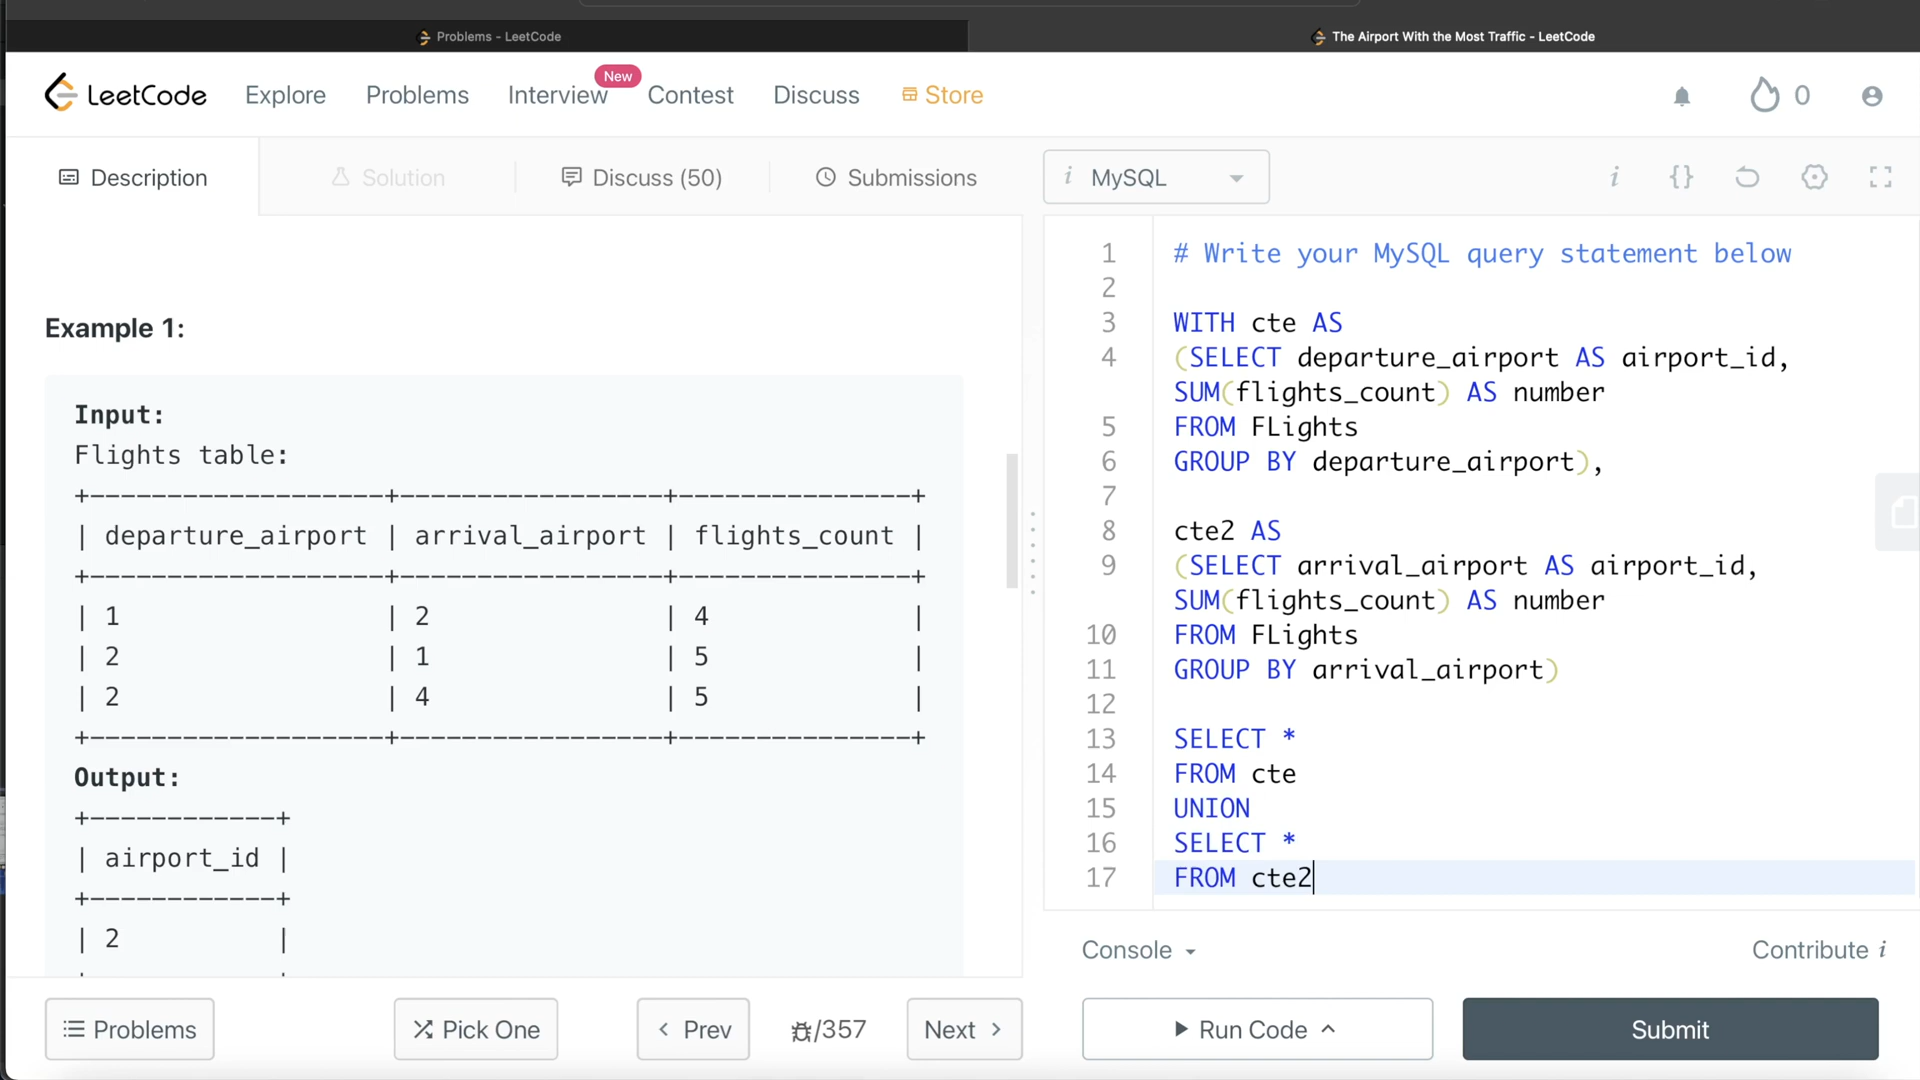 Problems - LeetCode
The Airport With the Most Traffic - LeetCode
LeetCode
Explore
Problems
Interview
New
Contest
Discuss
Store
0
Description
Solution
Discuss (50)
Submissions
i MySQL
i {}
Example 1:
Input:
Flights table:
+--------------------+-----------------+---------------+
| departure_airport | arrival_airport | flights_count |
+--------------------+-----------------+---------------+
| 1 | 2 | 4 |
| 2 | 1 | 5 |
| 2 | 4 | 5 |
+--------------------+-----------------+---------------+
Output:
+------------+
| airport_id |
+------------+
| 2 |
1 # Write your MySQL query statement below
2
3 WITH cte AS
4 (SELECT departure_airport AS airport_id,
SUM(flights_count) AS number
5 FROM FLights
6 GROUP BY departure_airport),
7
8 cte2 AS
9 (SELECT arrival_airport AS airport_id,
SUM(flights_count) AS number
10 FROM FLights
11 GROUP BY arrival_airport)
12
13 SELECT *
14 FROM cte
15 UNION
16 SELECT *
17 FROM cte2
Console
Contribute i
Problems
Pick One
Prev
/357
Next
Run Code
Submit